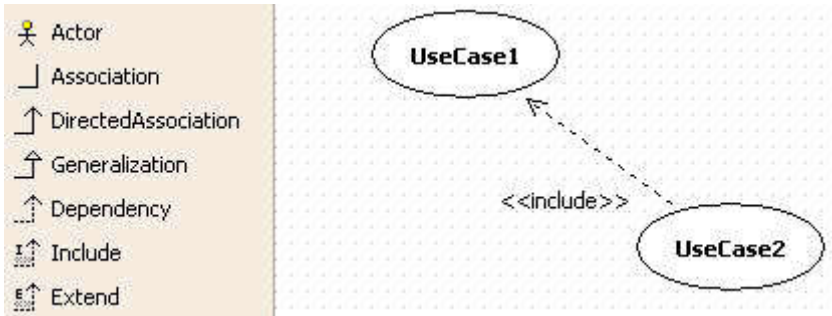 Actor
Association
DirectedAssociation
Generalization
Dependency
Include
Extend
UseCase1
<<include>>
UseCase2